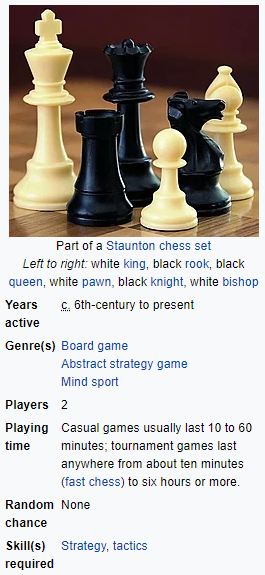 Part of a Staunton chess set
Left to right: white king, black rook, black
queen, white pawn, black knight, white bishop
Years active c. 6th-century to present
Genre(s) Board game
Abstract strategy game
Mind sport
Players 2
Playing time Casual games usually last 10 to 60
minutes; tournament games last
anywhere from about ten minutes
(fast chess) to six hours or more.
Random chance None
Skill(s) required Strategy, tactics